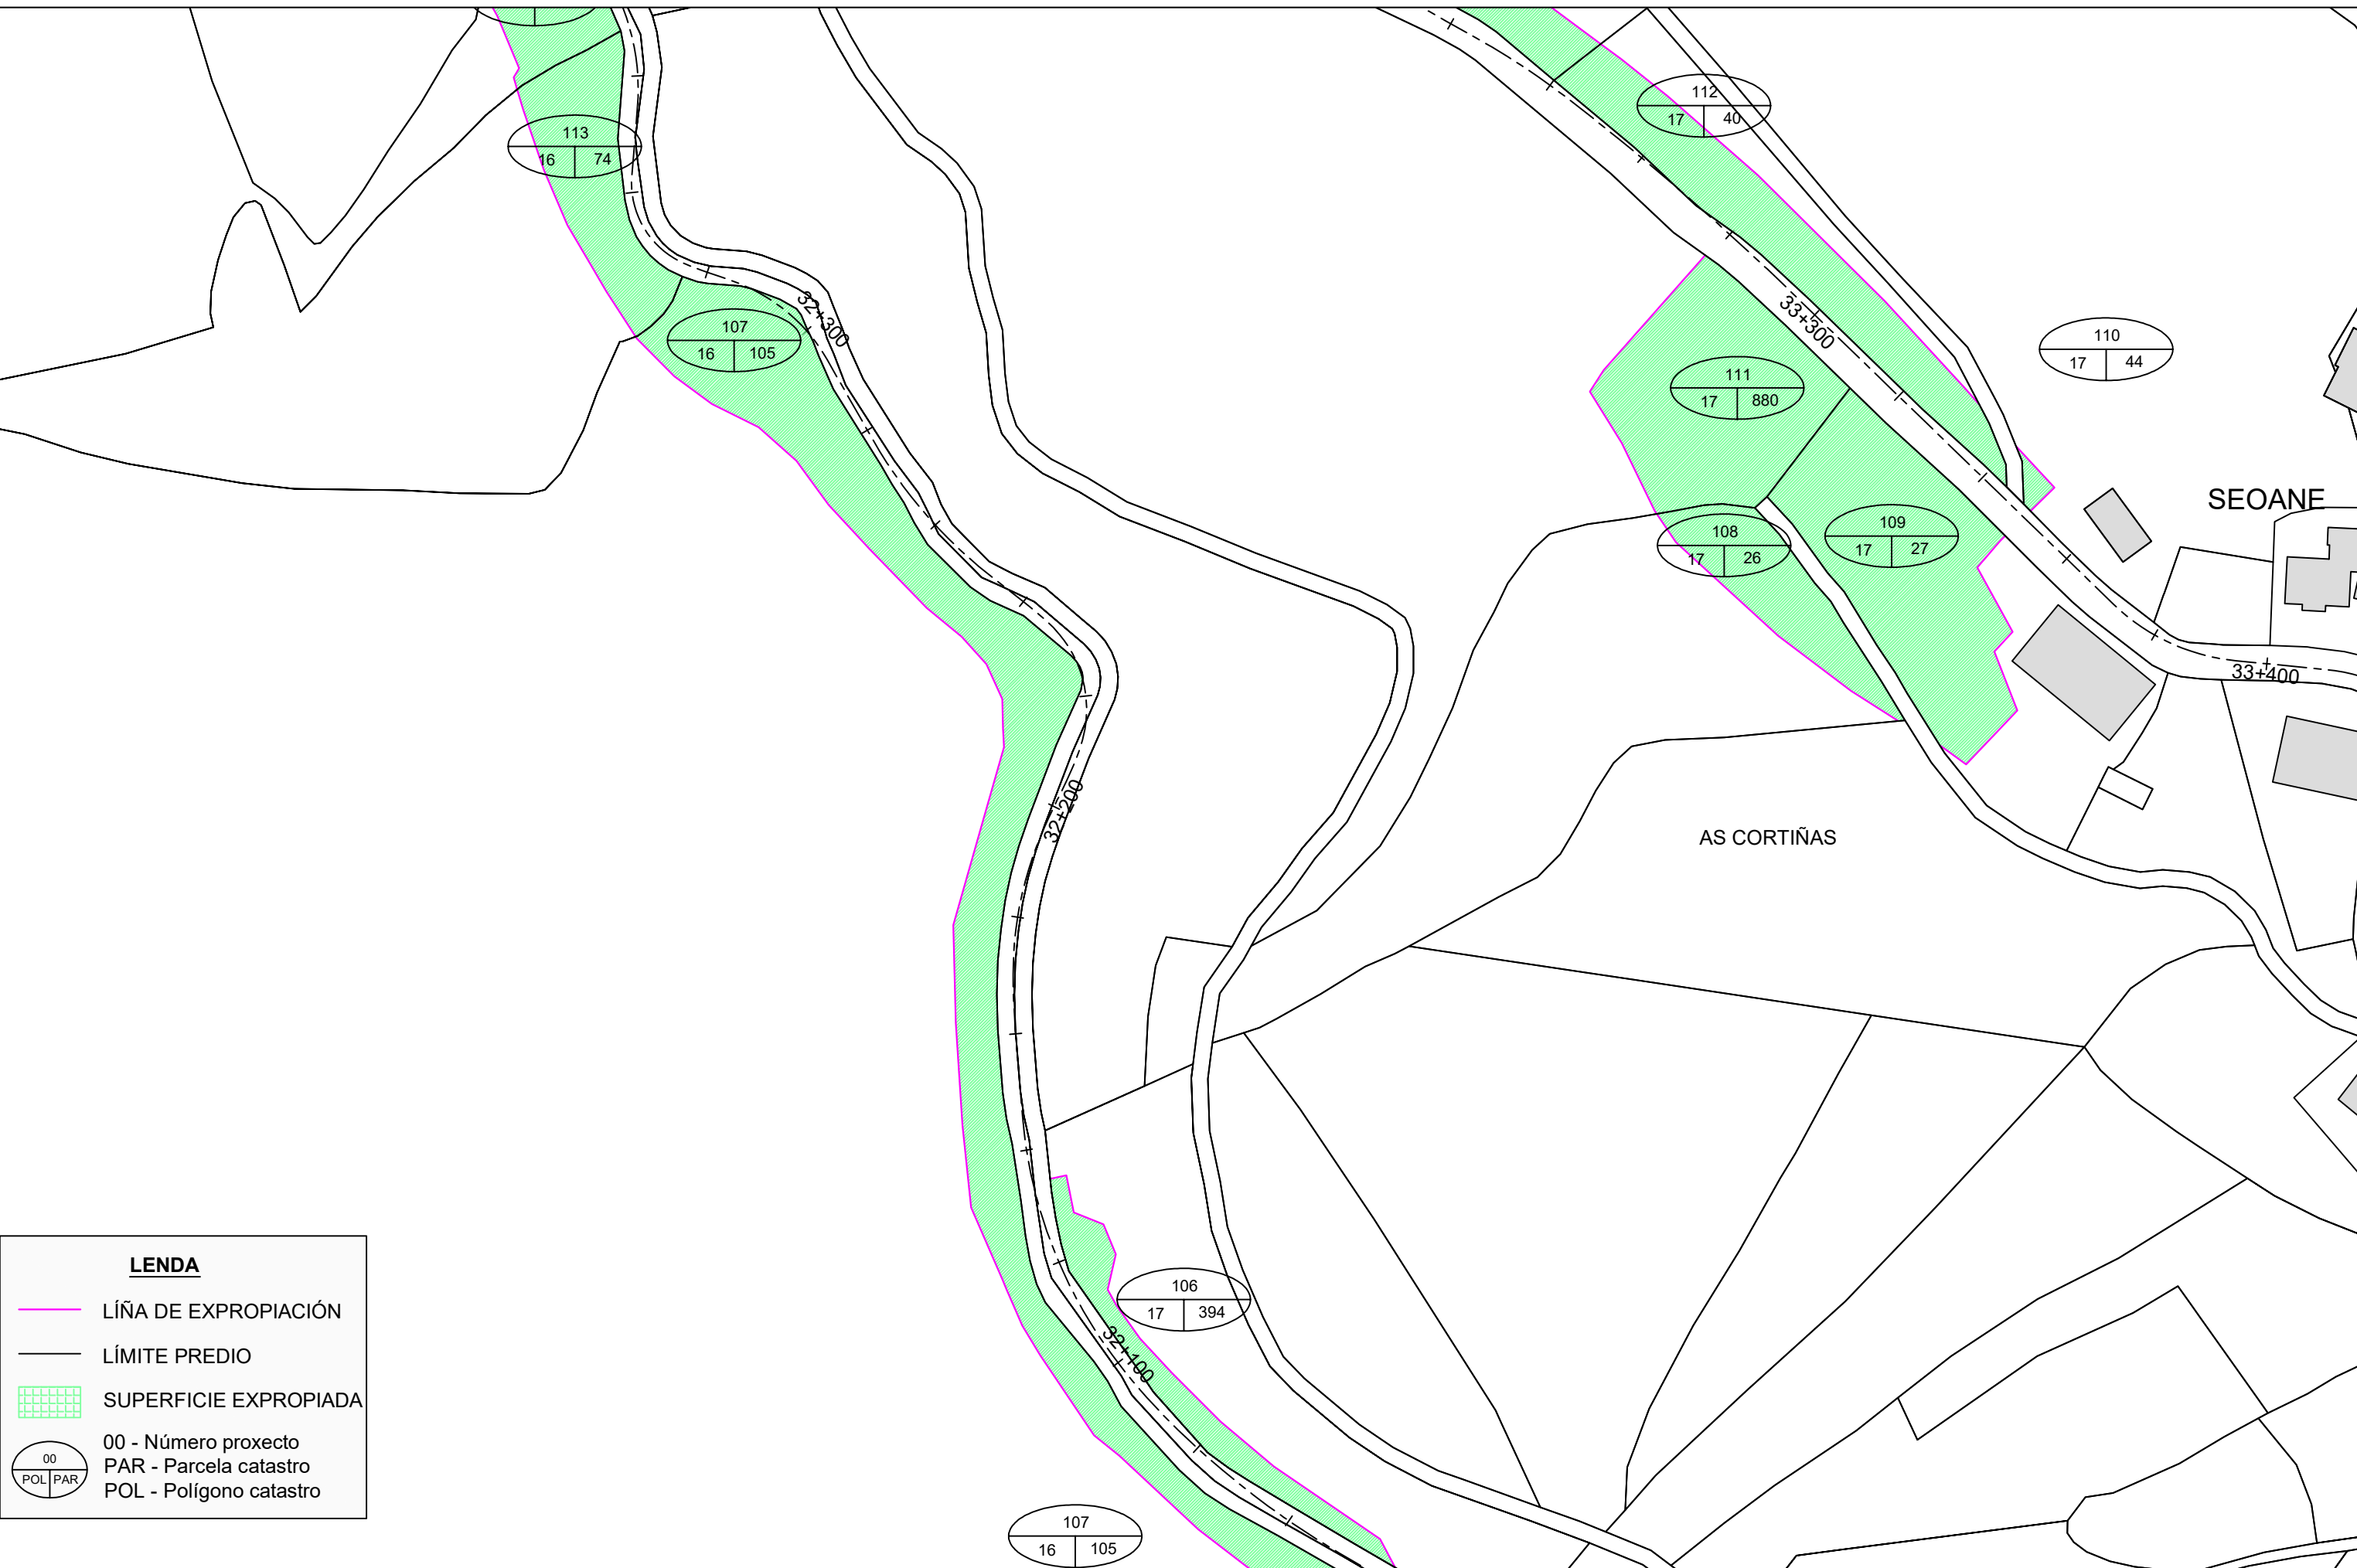 112
17 40
113
16 74
32+300
33+300
107
16 105
110
17 44
111
17 880
SEOANE
108
17 26
109
17 27
33+400
32+200
AS CORTIÑAS
106
17 394
32+100
107
16 105
LENDA
LÍÑA DE EXPROPIACIÓN
LÍMITE PREDIO
SUPERFICIE EXPROPIADA
00
POL PAR
00 - Número proxecto
PAR - Parcela catastro
POL - Polígono catastro